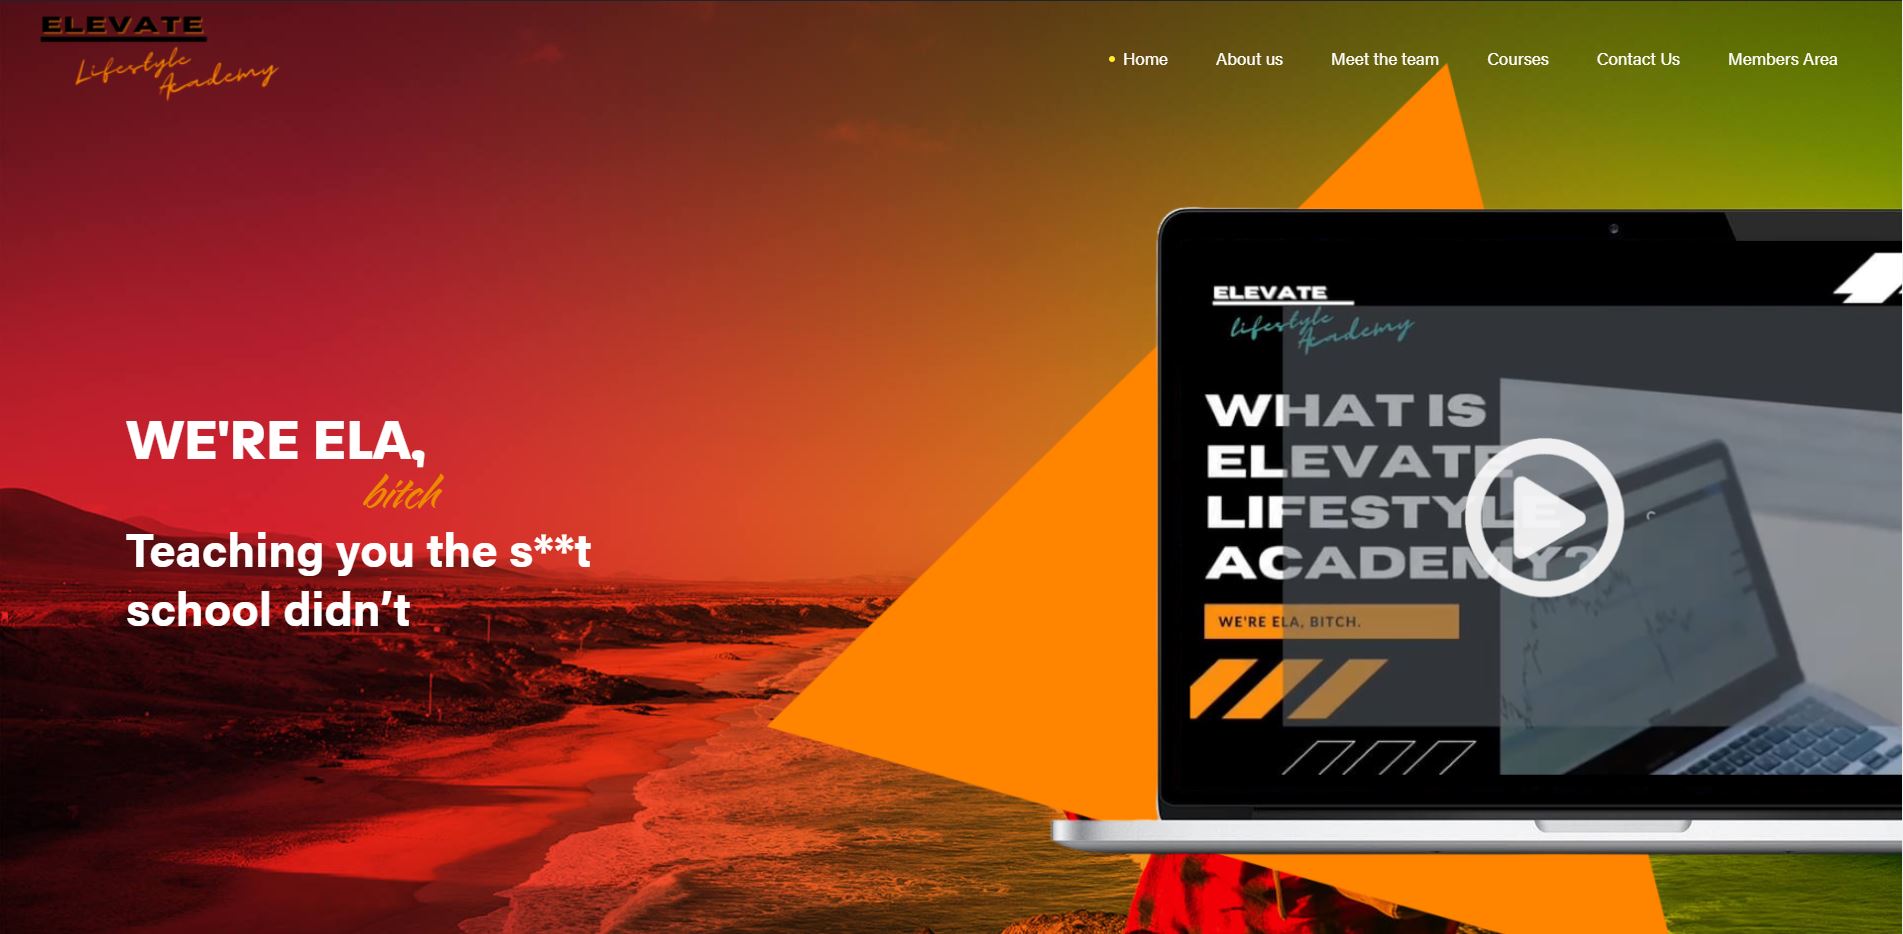 ELEVATE
Lifestyle
Academy
Home About us Meet the team Courses Contact Us Members Area
WE'RE ELA,
bitch
Teaching you the s**t
school didn’t
ELEVATE
lifestyle
Academy
WHAT IS
ELEVATE
LIFESTYLE
ACADEMY?
WE'RE ELA, BITCH.